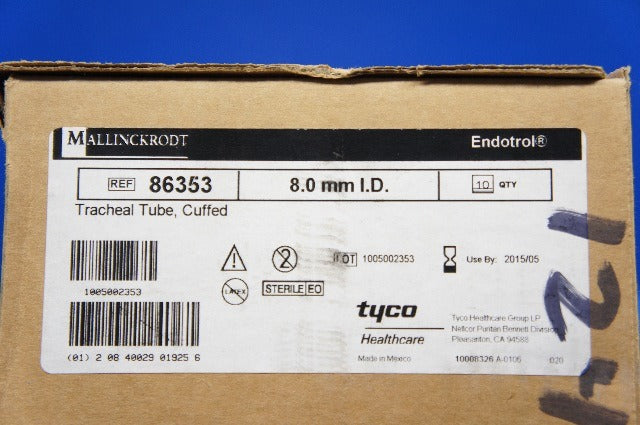 MALLINCKRODT
Endotrol®
REF 86353
8.0 mm I.D.
10 QTY
Tracheal Tube, Cuffed
1005002353
2
LOT 1005002353
Use By: 2015/05
LATEX
STERILE EO
(01) 2 08 40029 01925 6
tyco
Healthcare
Made in Mexico
Tyco Healthcare Group LP
Nellcor Puritan Bennett Division
Pleasanton, CA 94588
10008326 A-0106
020